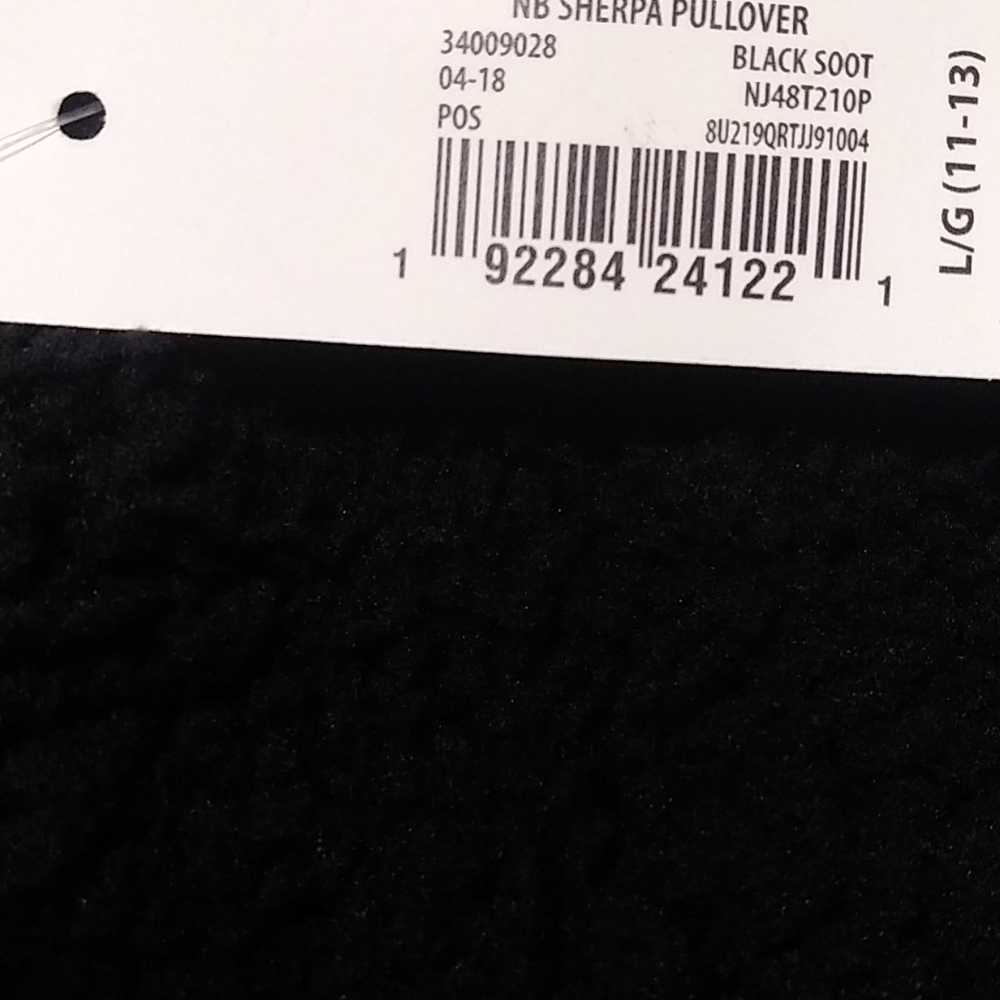 NB SHERPA PULLOVER
34009028 BLACK SOOT
04-18 NJ48T210P
POS 8U219QRTJJ91004
1 92284 24122 1
L/G (11-13)